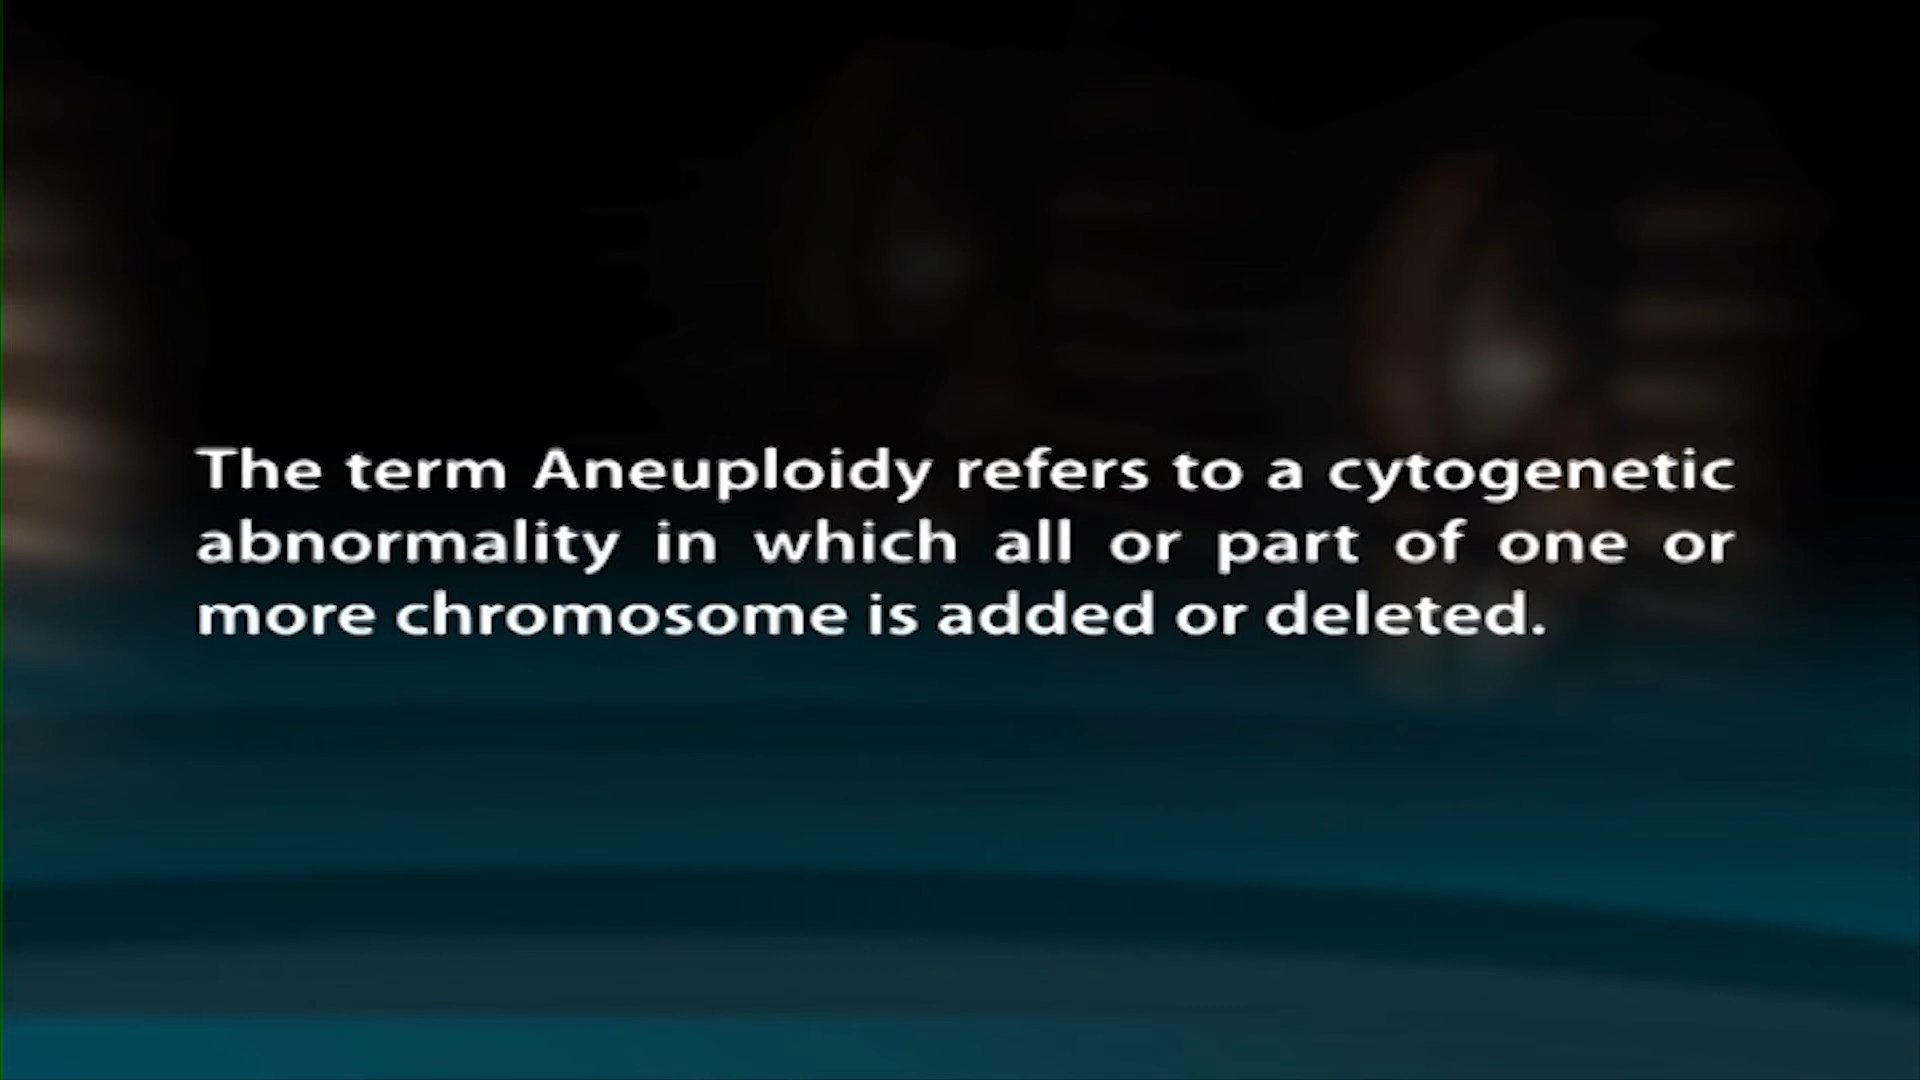 The term Aneuploidy refers to a cytogenetic
abnormality in which all or part of one or
more chromosome is added or deleted.